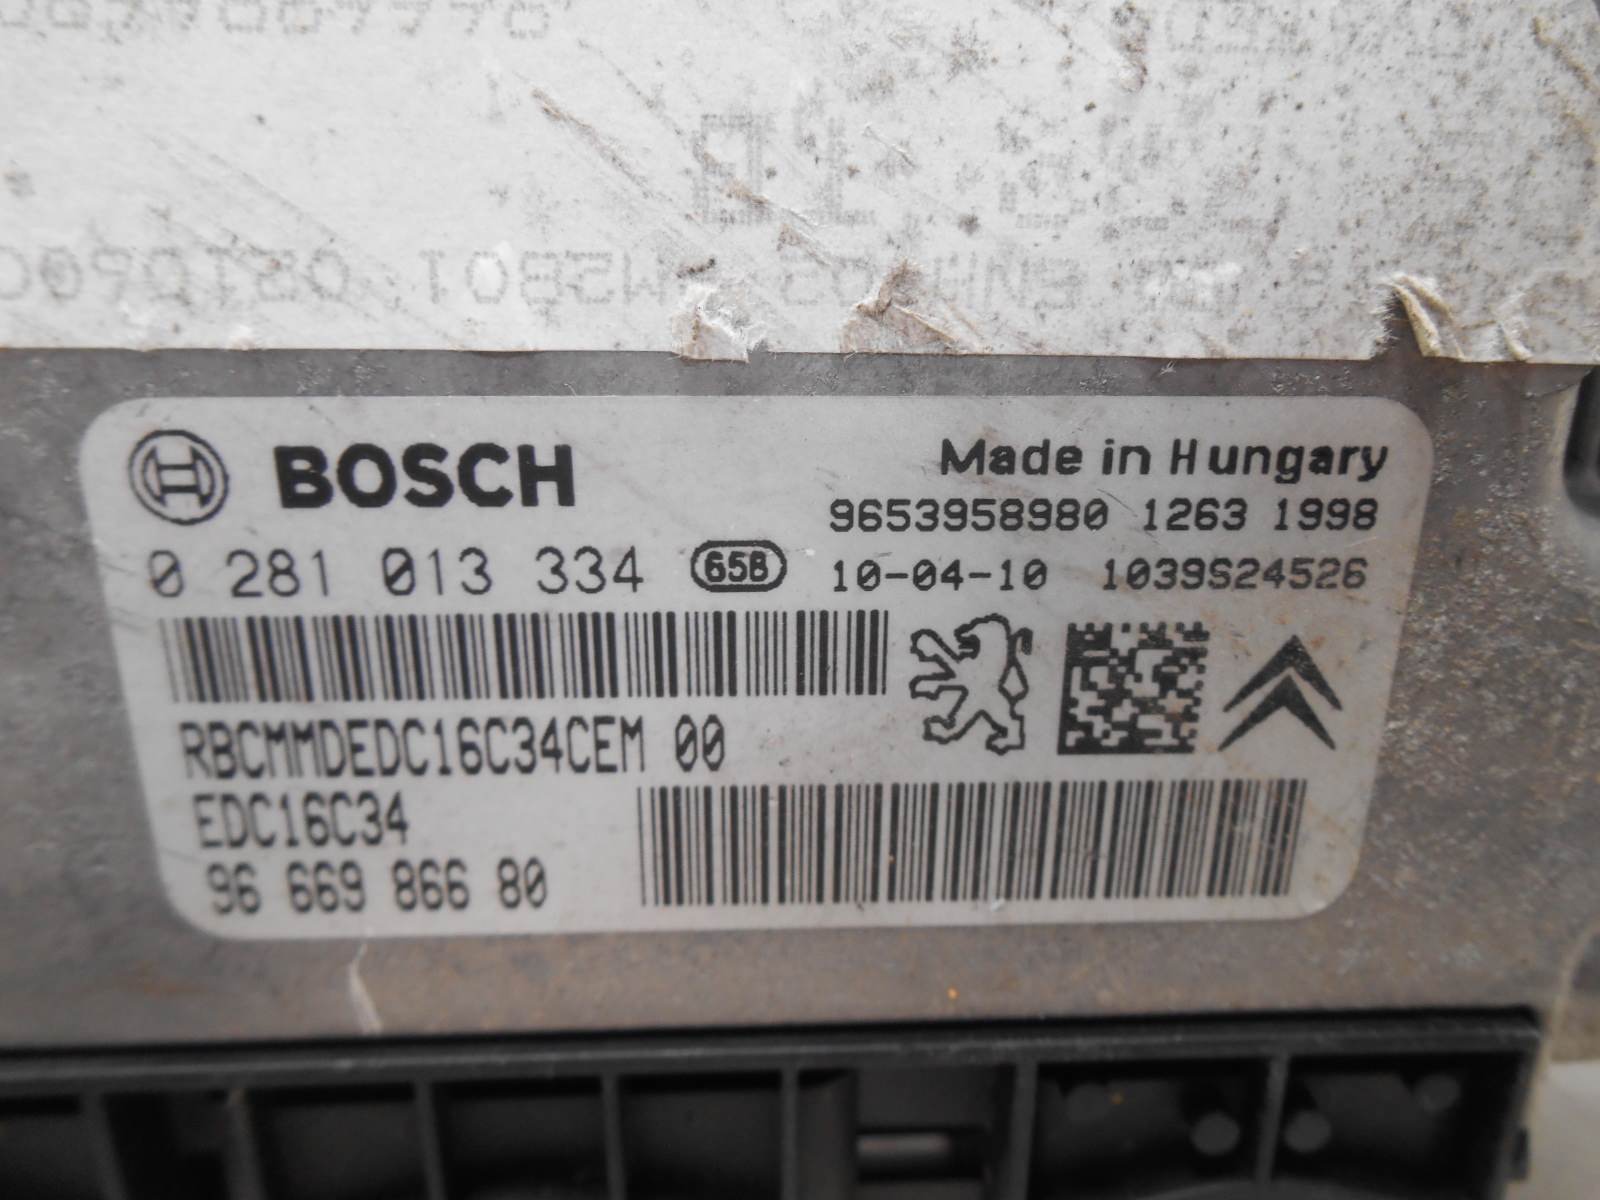 BOSCH
Made in Hungary
9653958980 1263 1998
0 281 013 334 65B 10-04-10 1039S24526
RBCMMDEDC16C34CEM 00
EDC16C34
96 669 866 80